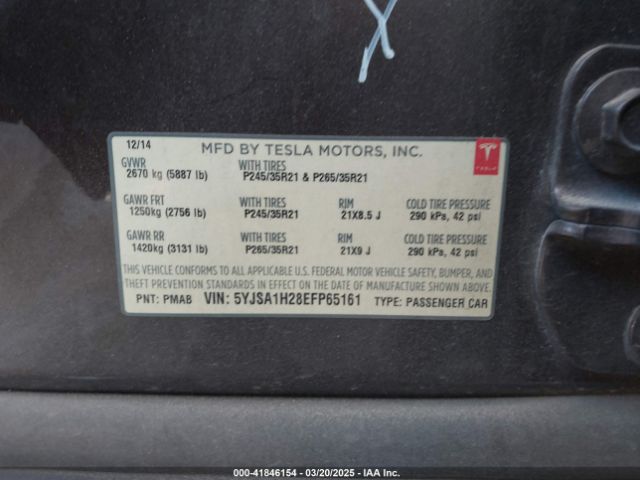 X
12/14
MFD BY TESLA MOTORS, INC.
GVWR WITH TIRES
2670 kg (5887 lb) P245/35R21 & P265/35R21
TESLA
GAWR FRT WITH TIRES RIM COLD TIRE PRESSURE
1250kg (2756 lb) P245/35R21 21X8.5 J 290 kPa, 42 psi
GAWR RR WITH TIRES RIM COLD TIRE PRESSURE
1420kg (3131 lb) P265/35R21 21X9 J 290 kPa, 42 psi
THIS VEHICLE CONFORMS TO ALL APPLICABLE U.S. FEDERAL MOTOR VEHICLE SAFETY, BUMPER, AND
THEFT PREVENTION STANDARDS IN EFFECT ON THE DATE OF MANUFACTURE SHOWN ABOVE.
PNT: PMAB VIN: 5YJSA1H28EFP65161 TYPE: PASSENGER CAR
000-41846154 — 03/20/2025 — IAA Inc.